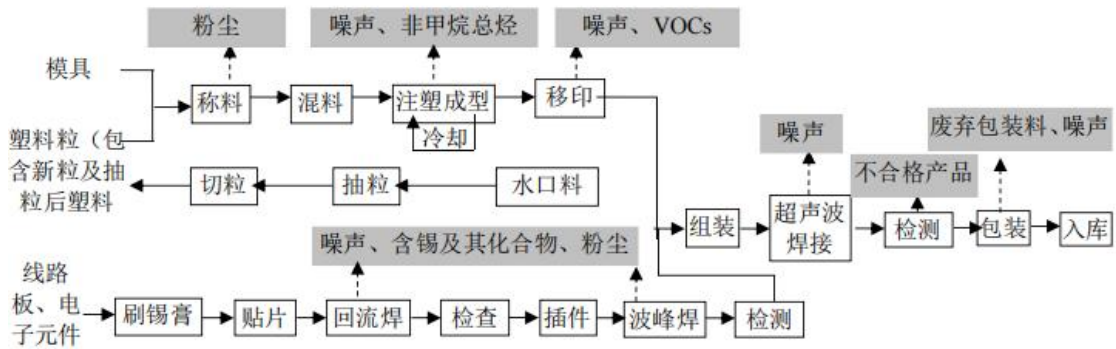 粉尘
噪声、非甲烷总烃
噪声、VOCs
模具
称料
混料
注塑成型
移印
冷却
塑料粒（包
含新粒及抽
粒后塑料
切粒
抽粒
水口料
噪声
废弃包装料、噪声
不合格产品
组装
超声波
焊接
检测
包装
入库
噪声、含锡及其化合物、粉尘
线路
板、电
子元件
刷锡膏
贴片
回流焊
检查
插件
波峰焊
检测